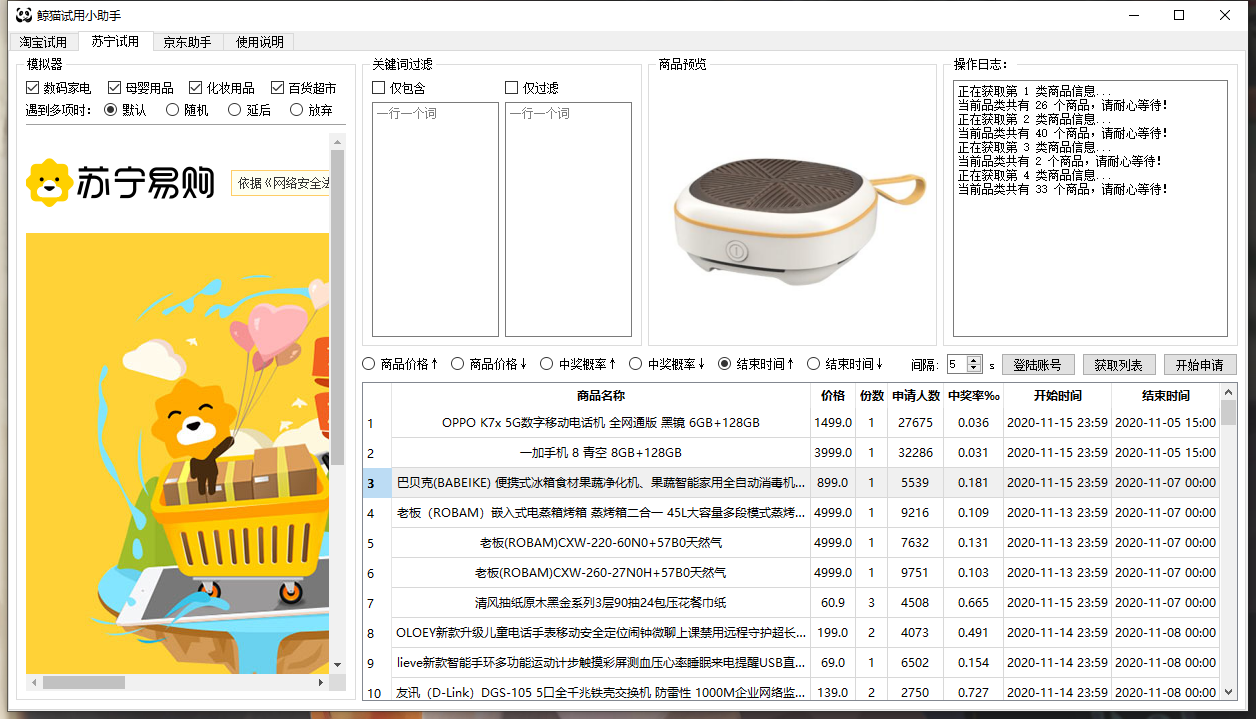 鲸猫试用小助手
淘宝试用 苏宁试用 京东助手 使用说明
模拟器
数码家电 母婴用品 化妆用品 百货超市
遇到多项时： 默认 随机 延后 放弃
苏宁易购
依据《网络安全法
关键词过滤
仅包含 仅过滤
一行一个词 一行一个词
商品预览
操作日志：
正在获取第 1 类商品信息...
当前品类共有 26 个商品，请耐心等待！
正在获取第 2 类商品信息...
当前品类共有 40 个商品，请耐心等待！
正在获取第 3 类商品信息...
当前品类共有 2 个商品，请耐心等待！
正在获取第 4 类商品信息...
当前品类共有 33 个商品，请耐心等待！
商品价格↑ 商品价格↓ 中奖概率↑ 中奖概率↓ 结束时间↑ 结束时间↓ 间隔: 5 s 登陆账号 获取列表 开始申请
商品名称 价格 份数 申请人数 中奖率‰ 开始时间 结束时间
1 OPPO K7x 5G数字移动电话机 全网通版 黑镜 6GB+128GB 1499.0 1 27675 0.036 2020-11-15 23:59 2020-11-05 15:00
2 一加手机 8 青空 8GB+128GB 3999.0 1 32286 0.031 2020-11-15 23:59 2020-11-05 15:00
3 巴贝克(BABEIKE) 便携式冰箱食材果蔬净化机、果蔬智能家用全自动消毒机... 899.0 1 5539 0.181 2020-11-15 23:59 2020-11-07 00:00
4 老板（ROBAM）嵌入式电蒸箱烤箱 蒸烤箱二合一 45L大容量多段模式蒸烤... 4999.0 1 9216 0.109 2020-11-13 23:59 2020-11-07 00:00
5 老板(ROBAM)CXW-220-60N0+57B0天然气 4999.0 1 7632 0.131 2020-11-13 23:59 2020-11-07 00:00
6 老板(ROBAM)CXW-260-27N0H+57B0天然气 4999.0 1 9751 0.103 2020-11-13 23:59 2020-11-07 00:00
7 清风抽纸原木黑金系列3层90抽24包压花餐巾纸 60.9 3 4508 0.665 2020-11-15 23:59 2020-11-07 00:00
8 OLOEY新款升级儿童电话手表移动安全定位闹钟微聊上课禁用远程守护超长... 199.0 2 4073 0.491 2020-11-14 23:59 2020-11-08 00:00
9 lieve新款智能手环多功能运动计步触摸彩屏测血压心率睡眠来电提醒USB直... 69.0 1 6502 0.154 2020-11-14 23:59 2020-11-08 00:00
10 友讯（D-Link）DGS-105 5口全千兆铁壳交换机 防雷性 1000M企业网络监... 139.0 2 2750 0.727 2020-11-14 23:59 2020-11-08 00:00